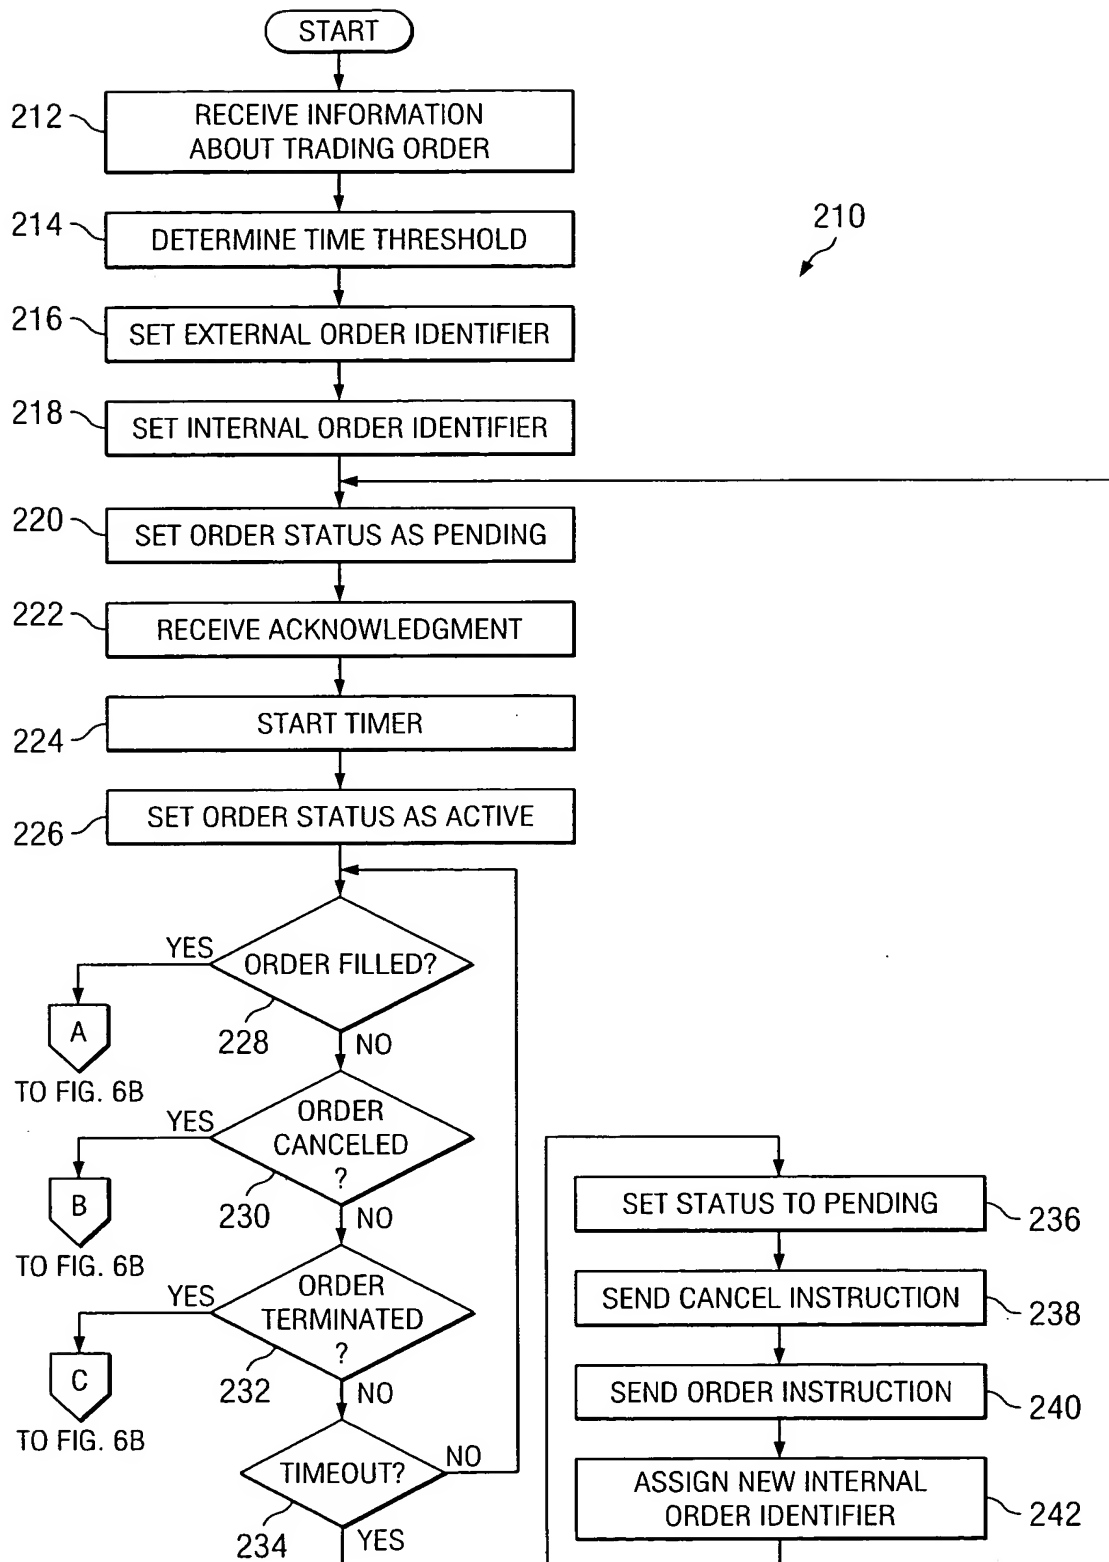 START
212
RECEIVE INFORMATION
ABOUT TRADING ORDER
210
214
DETERMINE TIME THRESHOLD
216
SET EXTERNAL ORDER IDENTIFIER
218
SET INTERNAL ORDER IDENTIFIER
220
SET ORDER STATUS AS PENDING
222
RECEIVE ACKNOWLEDGMENT
224
START TIMER
226
SET ORDER STATUS AS ACTIVE
YES
ORDER FILLED?
228
NO
A
TO FIG. 6B
YES
ORDER
CANCELED
?
230
NO
B
TO FIG. 6B
YES
ORDER
TERMINATED
?
232
NO
C
TO FIG. 6B
TIMEOUT?
NO
234
YES
SET STATUS TO PENDING
236
SEND CANCEL INSTRUCTION
238
SEND ORDER INSTRUCTION
240
ASSIGN NEW INTERNAL
ORDER IDENTIFIER
242